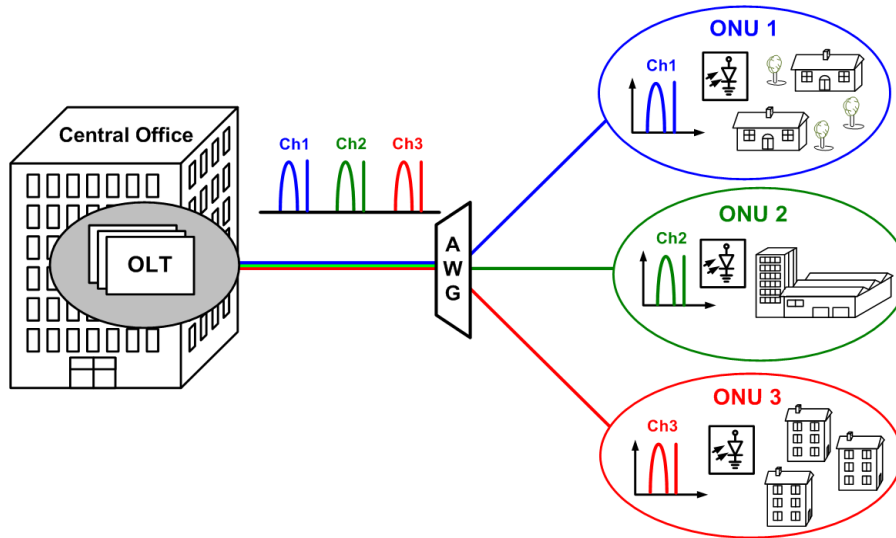 Central Office
OLT
Ch1 Ch2 Ch3
A
W
G
ONU 1
Ch1
ONU 2
Ch2
ONU 3
Ch3